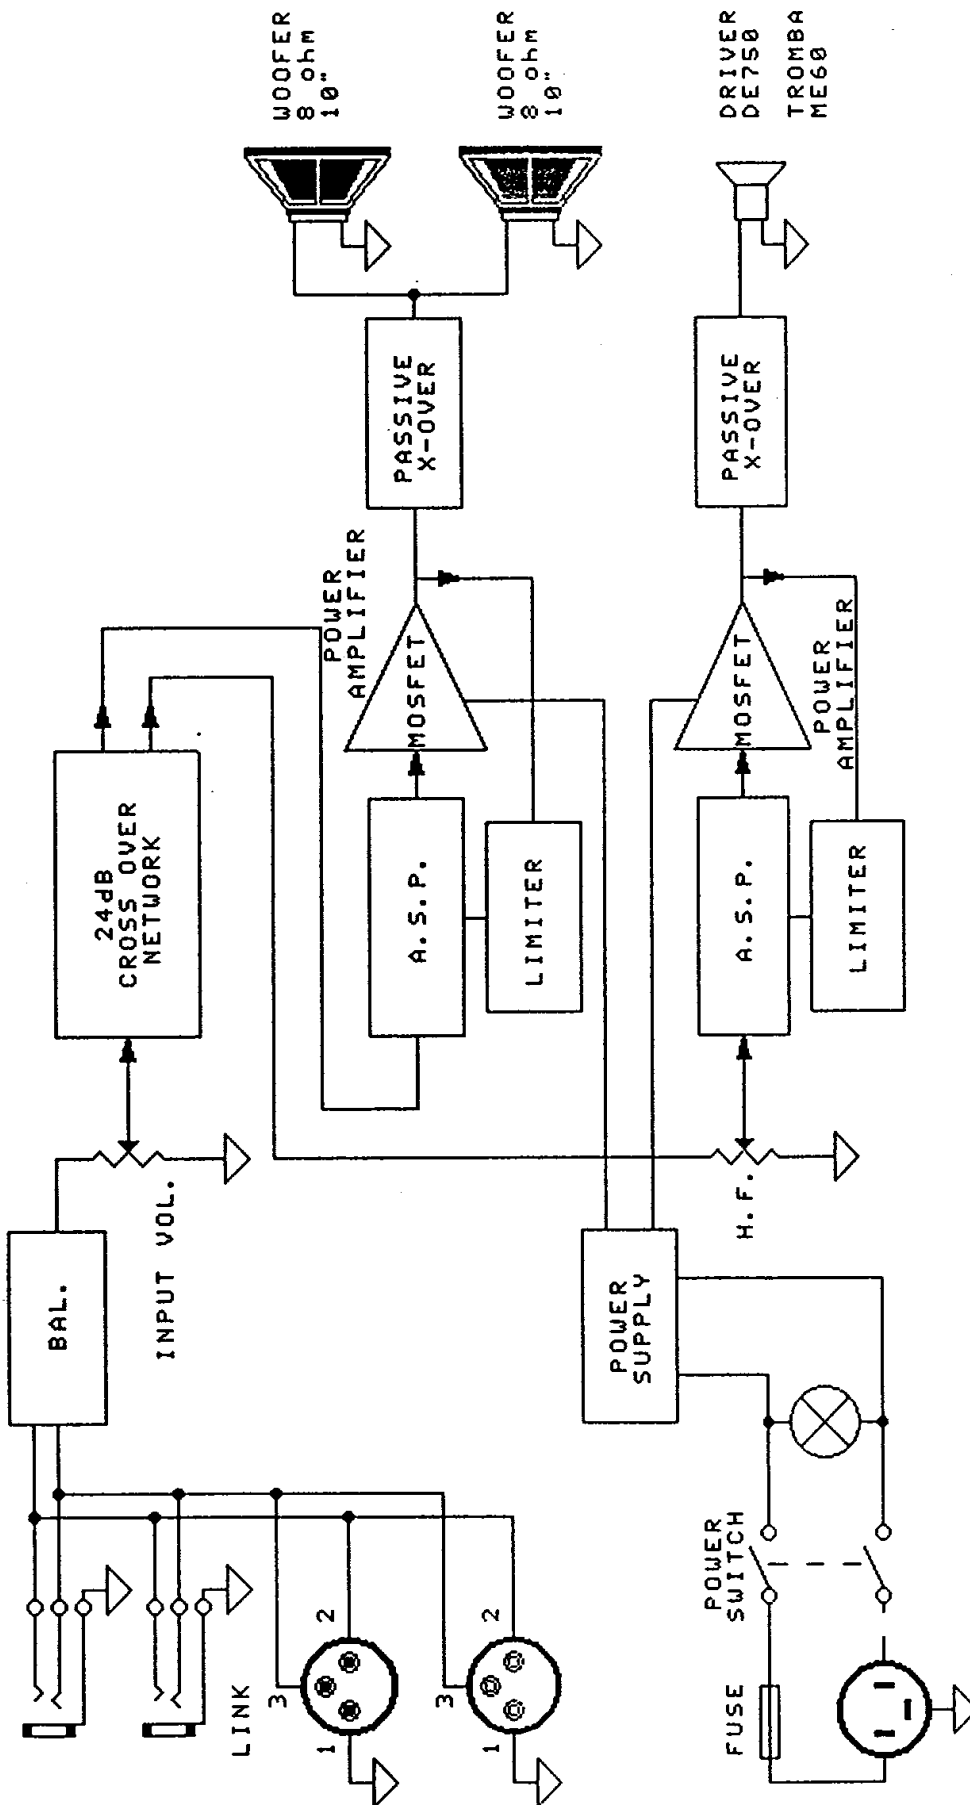 BAL.
INPUT VOL.
24dB
CROSS OVER
NETWORK
LINK
3
1
2
3
1
2
A.S.P.
LIMITER
MOSFET
POWER
AMPLIFIER
PASSIVE
X-OVER
WOOFER
8 ohm
10"
WOOFER
8 ohm
10"
FUSE
POWER
SWITCH
POWER
SUPPLY
H.F.
A.S.P.
LIMITER
MOSFET
POWER
AMPLIFIER
PASSIVE
X-OVER
DRIVER
DE750
TROMBA
ME60